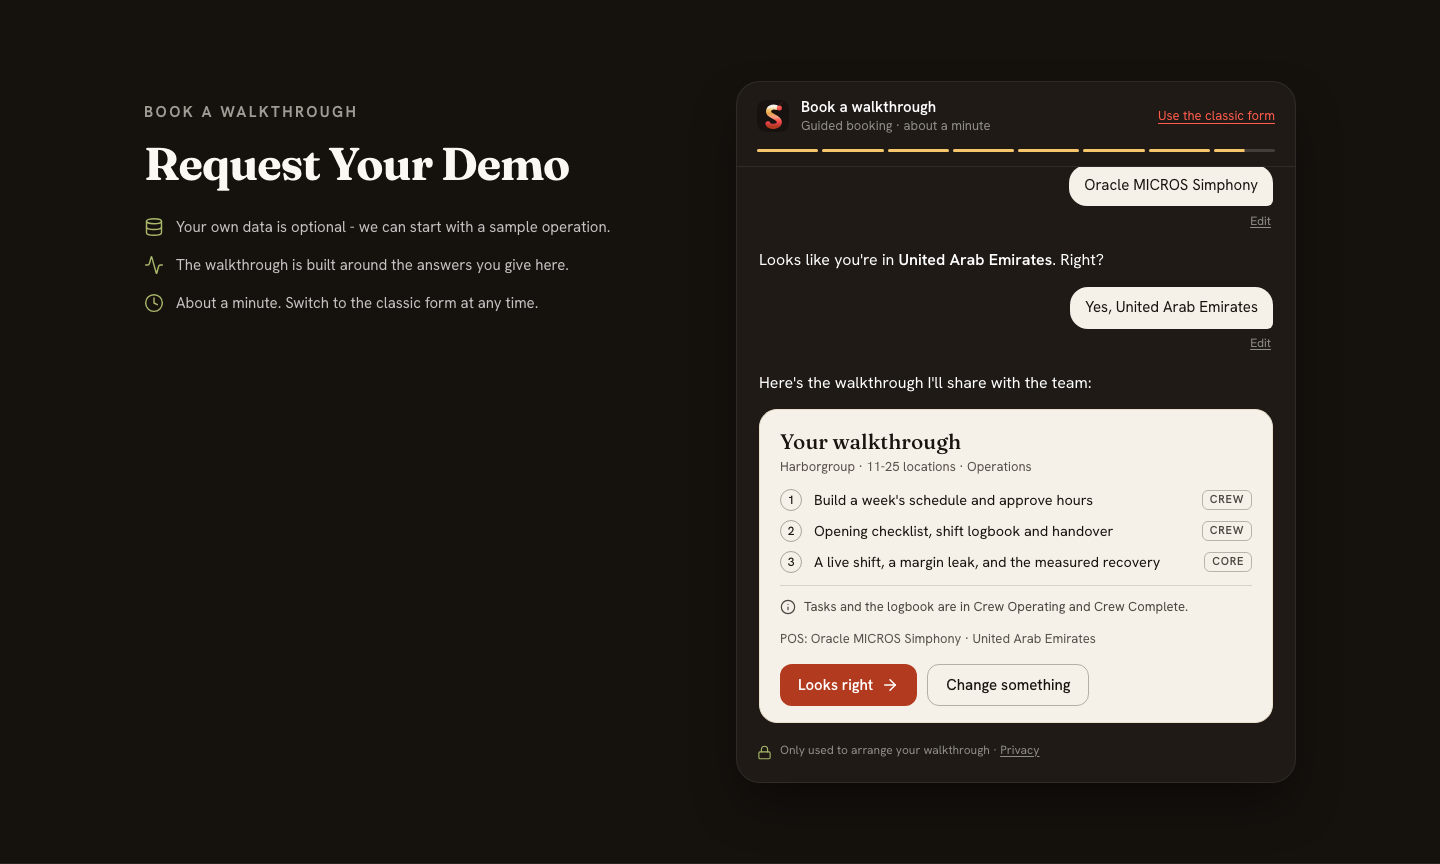 BOOK A WALKTHROUGH
Request Your Demo
Your own data is optional - we can start with a sample operation.
The walkthrough is built around the answers you give here.
About a minute. Switch to the classic form at any time.
Book a walkthrough
Guided booking · about a minute
Use the classic form
Oracle MICROS Simphony
Edit
Looks like you're in United Arab Emirates. Right?
Yes, United Arab Emirates
Edit
Here's the walkthrough I'll share with the team:
Your walkthrough
Harborgroup · 11-25 locations · Operations
1 Build a week's schedule and approve hours CREW
2 Opening checklist, shift logbook and handover CREW
3 A live shift, a margin leak, and the measured recovery CORE
Tasks and the logbook are in Crew Operating and Crew Complete.
POS: Oracle MICROS Simphony · United Arab Emirates
Looks right → Change something
Only used to arrange your walkthrough · Privacy